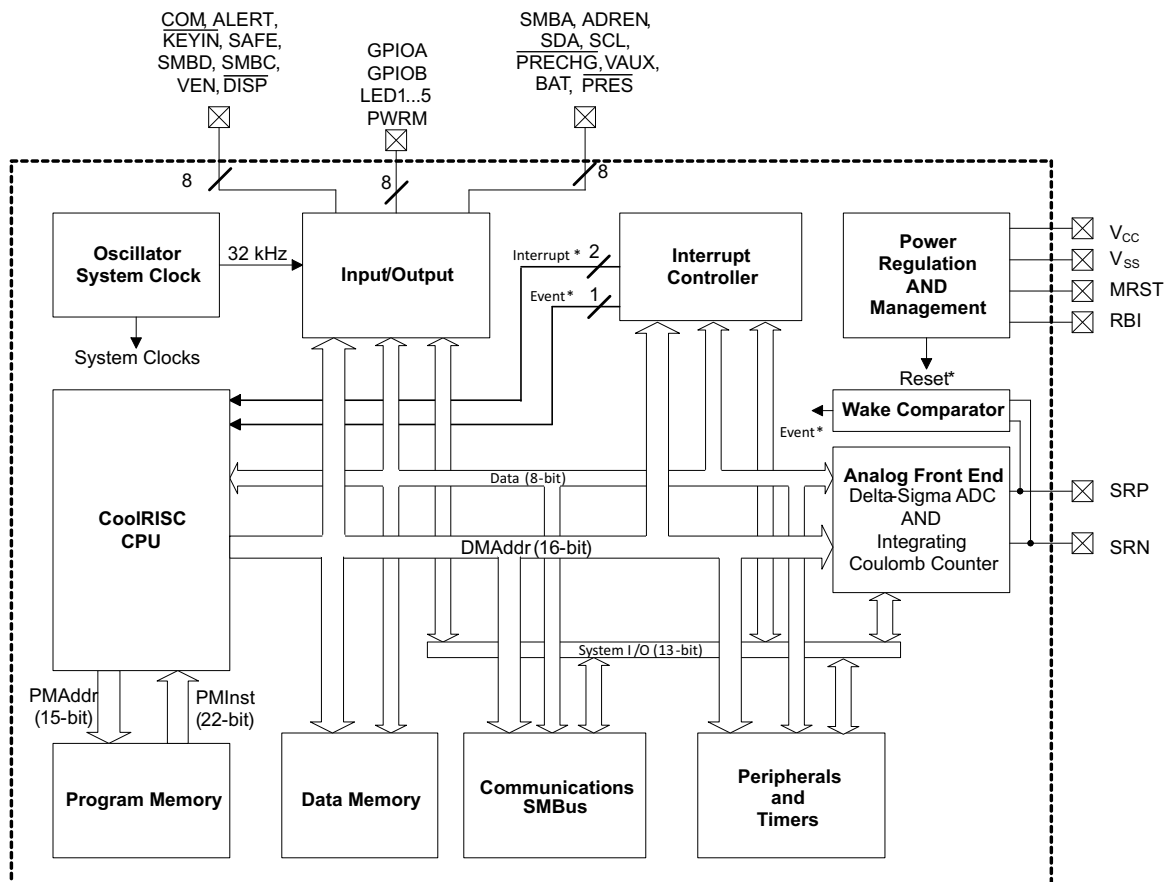 COM, ALERT,
KEYIN, SAFE,
SMBD, SMBC,
VEN, DISP
GPIOA
GPIOB
LED1...5
PWRM
SMBA, ADREN,
SDA, SCL,
PRECHG, VAUX,
BAT, PRES
8
8
8
Oscillator
System Clock
32 kHz
System Clocks
Input/Output
Interrupt *
2
Event*
1
Interrupt
Controller
Power
Regulation
AND
Management
VCC
VSS
MRST
RBI
Reset*
Wake Comparator
Event*
Analog Front End
Delta-Sigma ADC
AND
Integrating
Coulomb Counter
SRP
SRN
CoolRISC
CPU
Data (8-bit)
DMAddr (16-bit)
System I/O (13-bit)
PMAddr
(15-bit)
PMInst
(22-bit)
Program Memory
Data Memory
Communications
SMBus
Peripherals
and
Timers